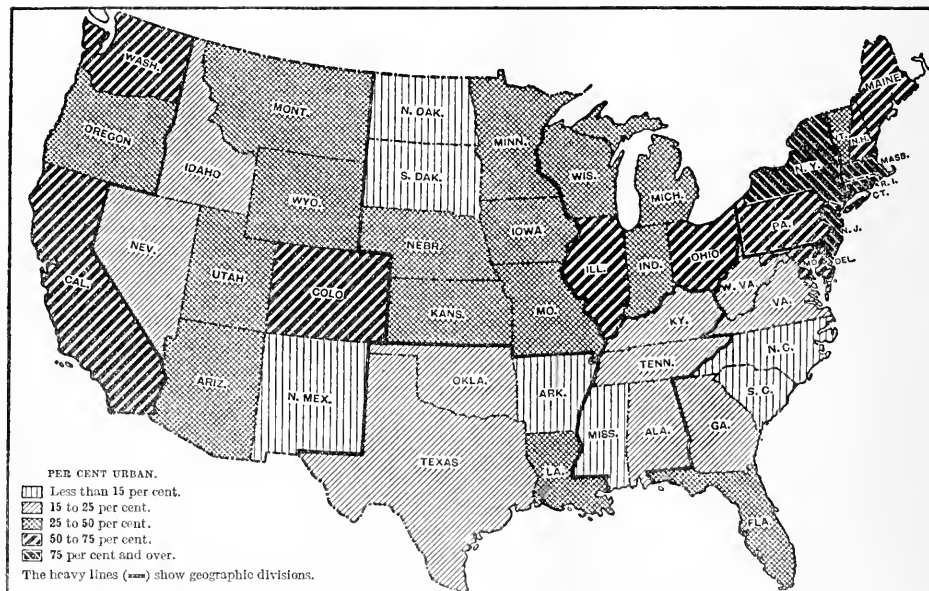 WASH.
MAINE
MONT.
N. DAK.
MINN.
OREGON
V.T.
N.H.
IDAHO
S. DAK.
WIS.
MICH.
N.Y.
MASS.
R.I.
CT.
WYO.
IOWA
PA.
N.J.
NEBR.
NEV.
UTAH
COLO
ILL.
IND.
OHIO
MD.
DEL.
CAL.
KANS.
MO.
W. VA.
VA.
KY.
N.C.
TENN.
ARIZ.
N. MEX.
OKLA.
ARK.
S.C.
MISS.
ALA.
GA.
TEXAS
LA.
FLA.
PER CENT URBAN.
Less than 15 per cent.
15 to 25 per cent.
25 to 50 per cent.
50 to 75 per cent.
75 per cent and over.
The heavy lines () show geographic divisions.